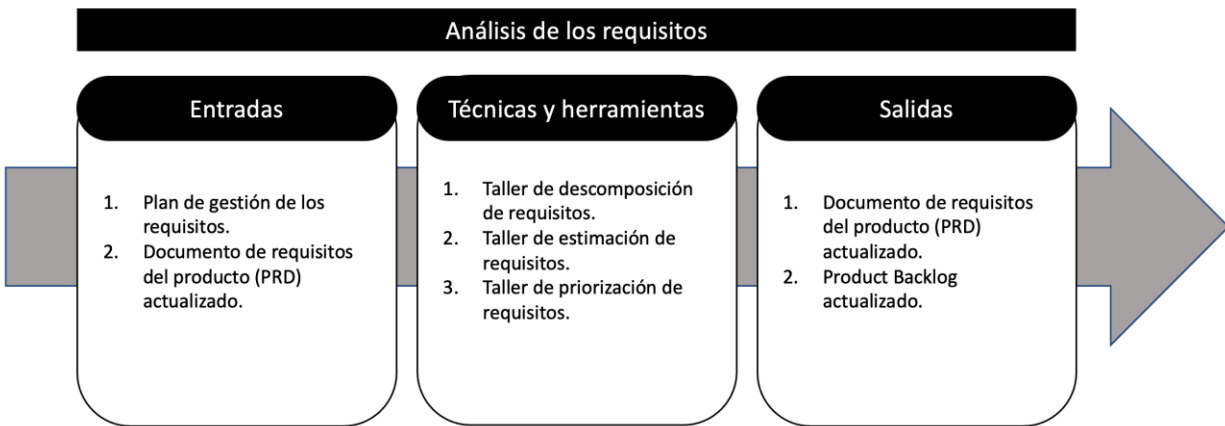 Análisis de los requisitos
Entradas
1. Plan de gestión de los
requisitos.
2. Documento de requisitos
del producto (PRD)
actualizado.
Técnicas y herramientas
1. Taller de descomposición
de requisitos.
2. Taller de estimación de
requisitos.
3. Taller de priorización de
requisitos.
Salidas
1. Documento de requisitos
del producto (PRD)
actualizado.
2. Product Backlog
actualizado.